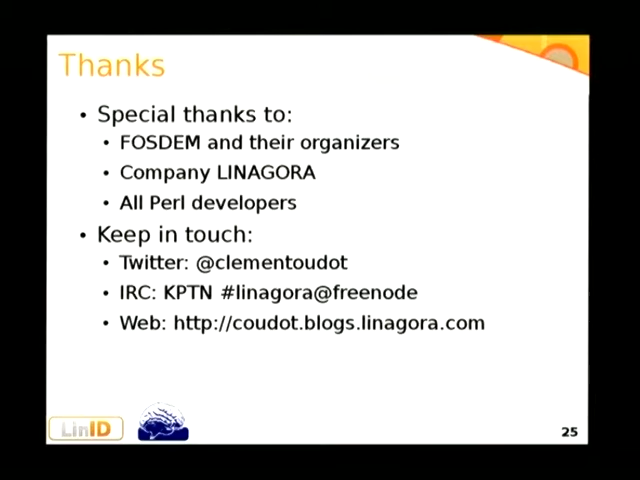 Thanks
• Special thanks to:
• FOSDEM and their organizers
• Company LINAGORA
• All Perl developers
• Keep in touch:
• Twitter: @clementoudot
• IRC: KPTN #linagora@freenode
• Web: http://coudot.blogs.linagora.com
LinID
25